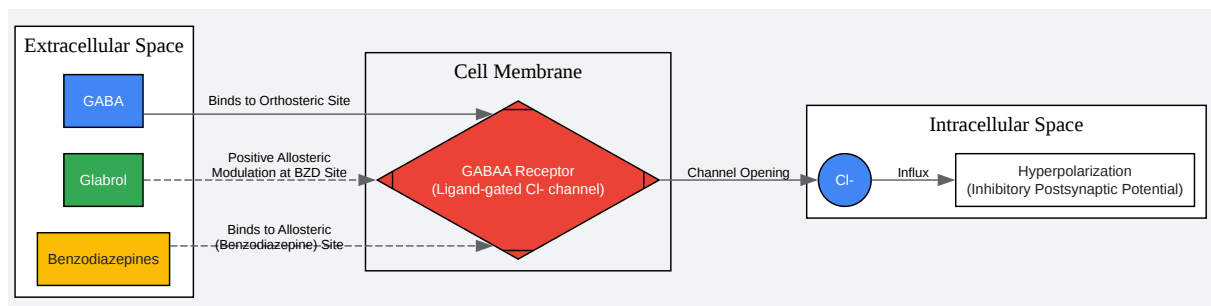 Extracellular Space
GABA
Glabrol
Benzodiazepines
Binds to Orthosteric Site
Positive Allosteric
Modulation at BZD Site
Binds to Allosteric
(Benzodiazepine) Site
Cell Membrane
GABAA Receptor
(Ligand-gated Cl- channel)
Channel Opening
Intracellular Space
Cl-
Influx
Hyperpolarization
(Inhibitory Postsynaptic Potential)